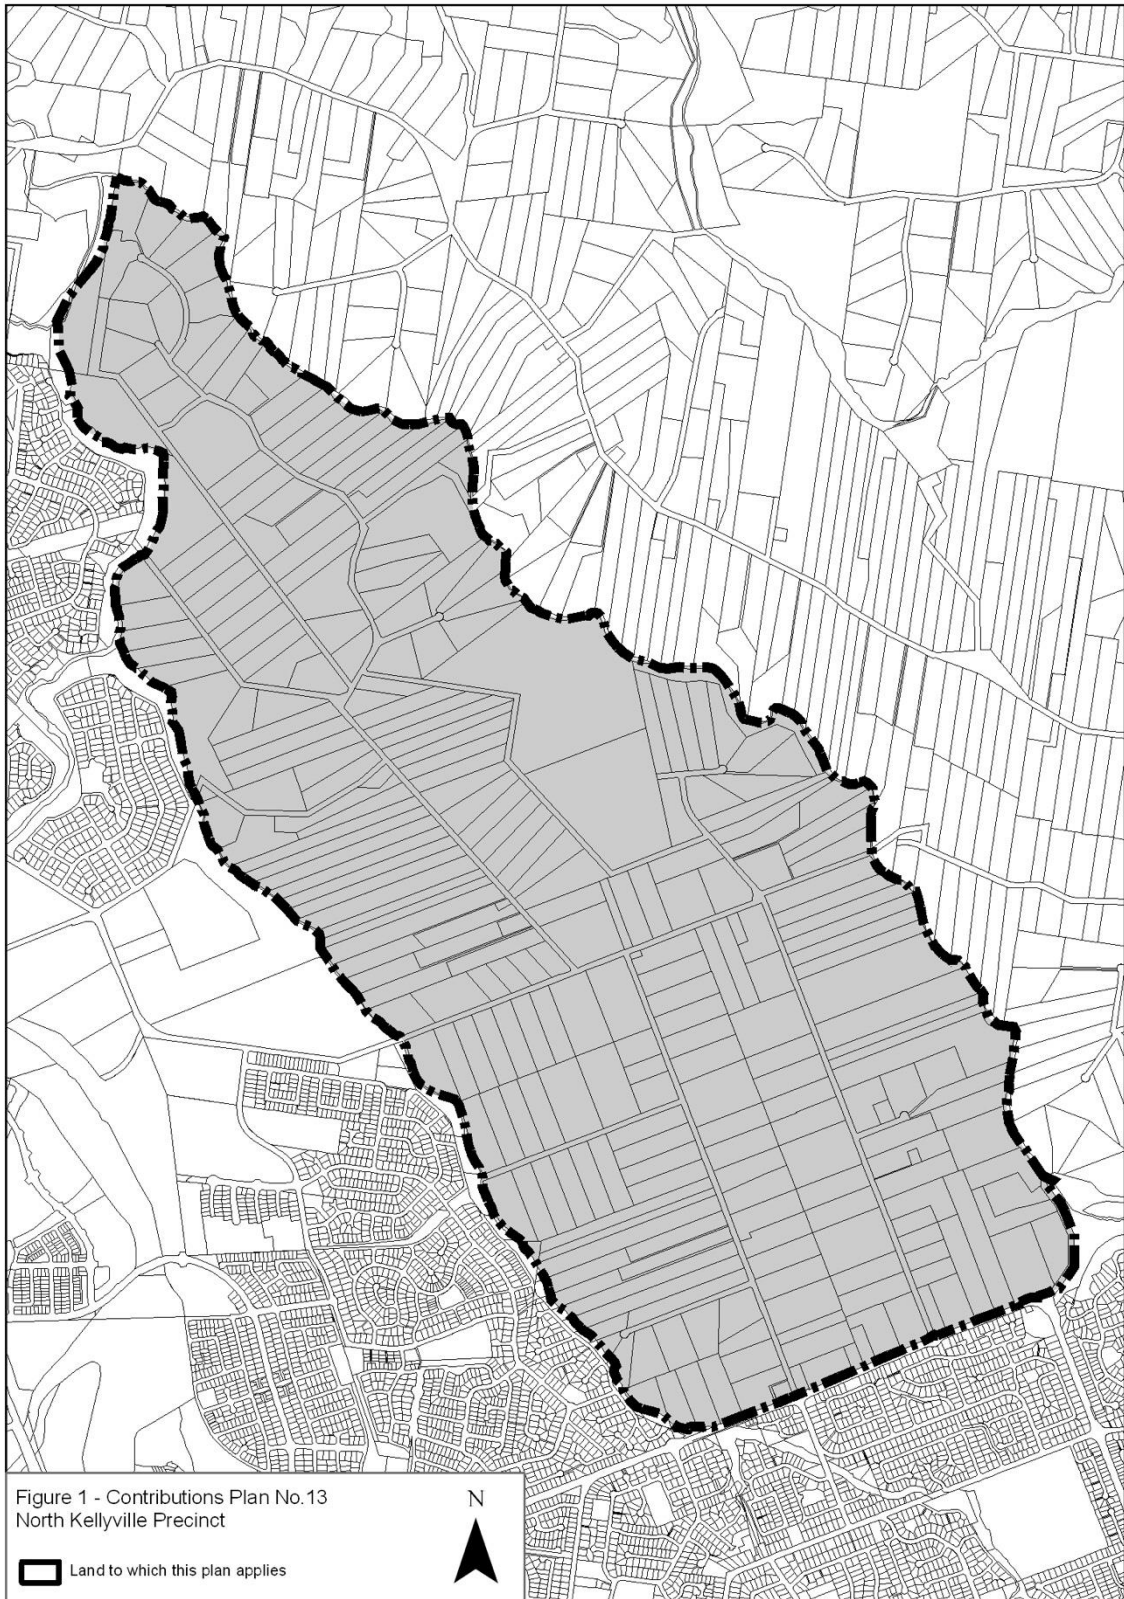 Figure 1 - Contributions Plan No.13
North Kellyville Precinct
N
Land to which this plan applies